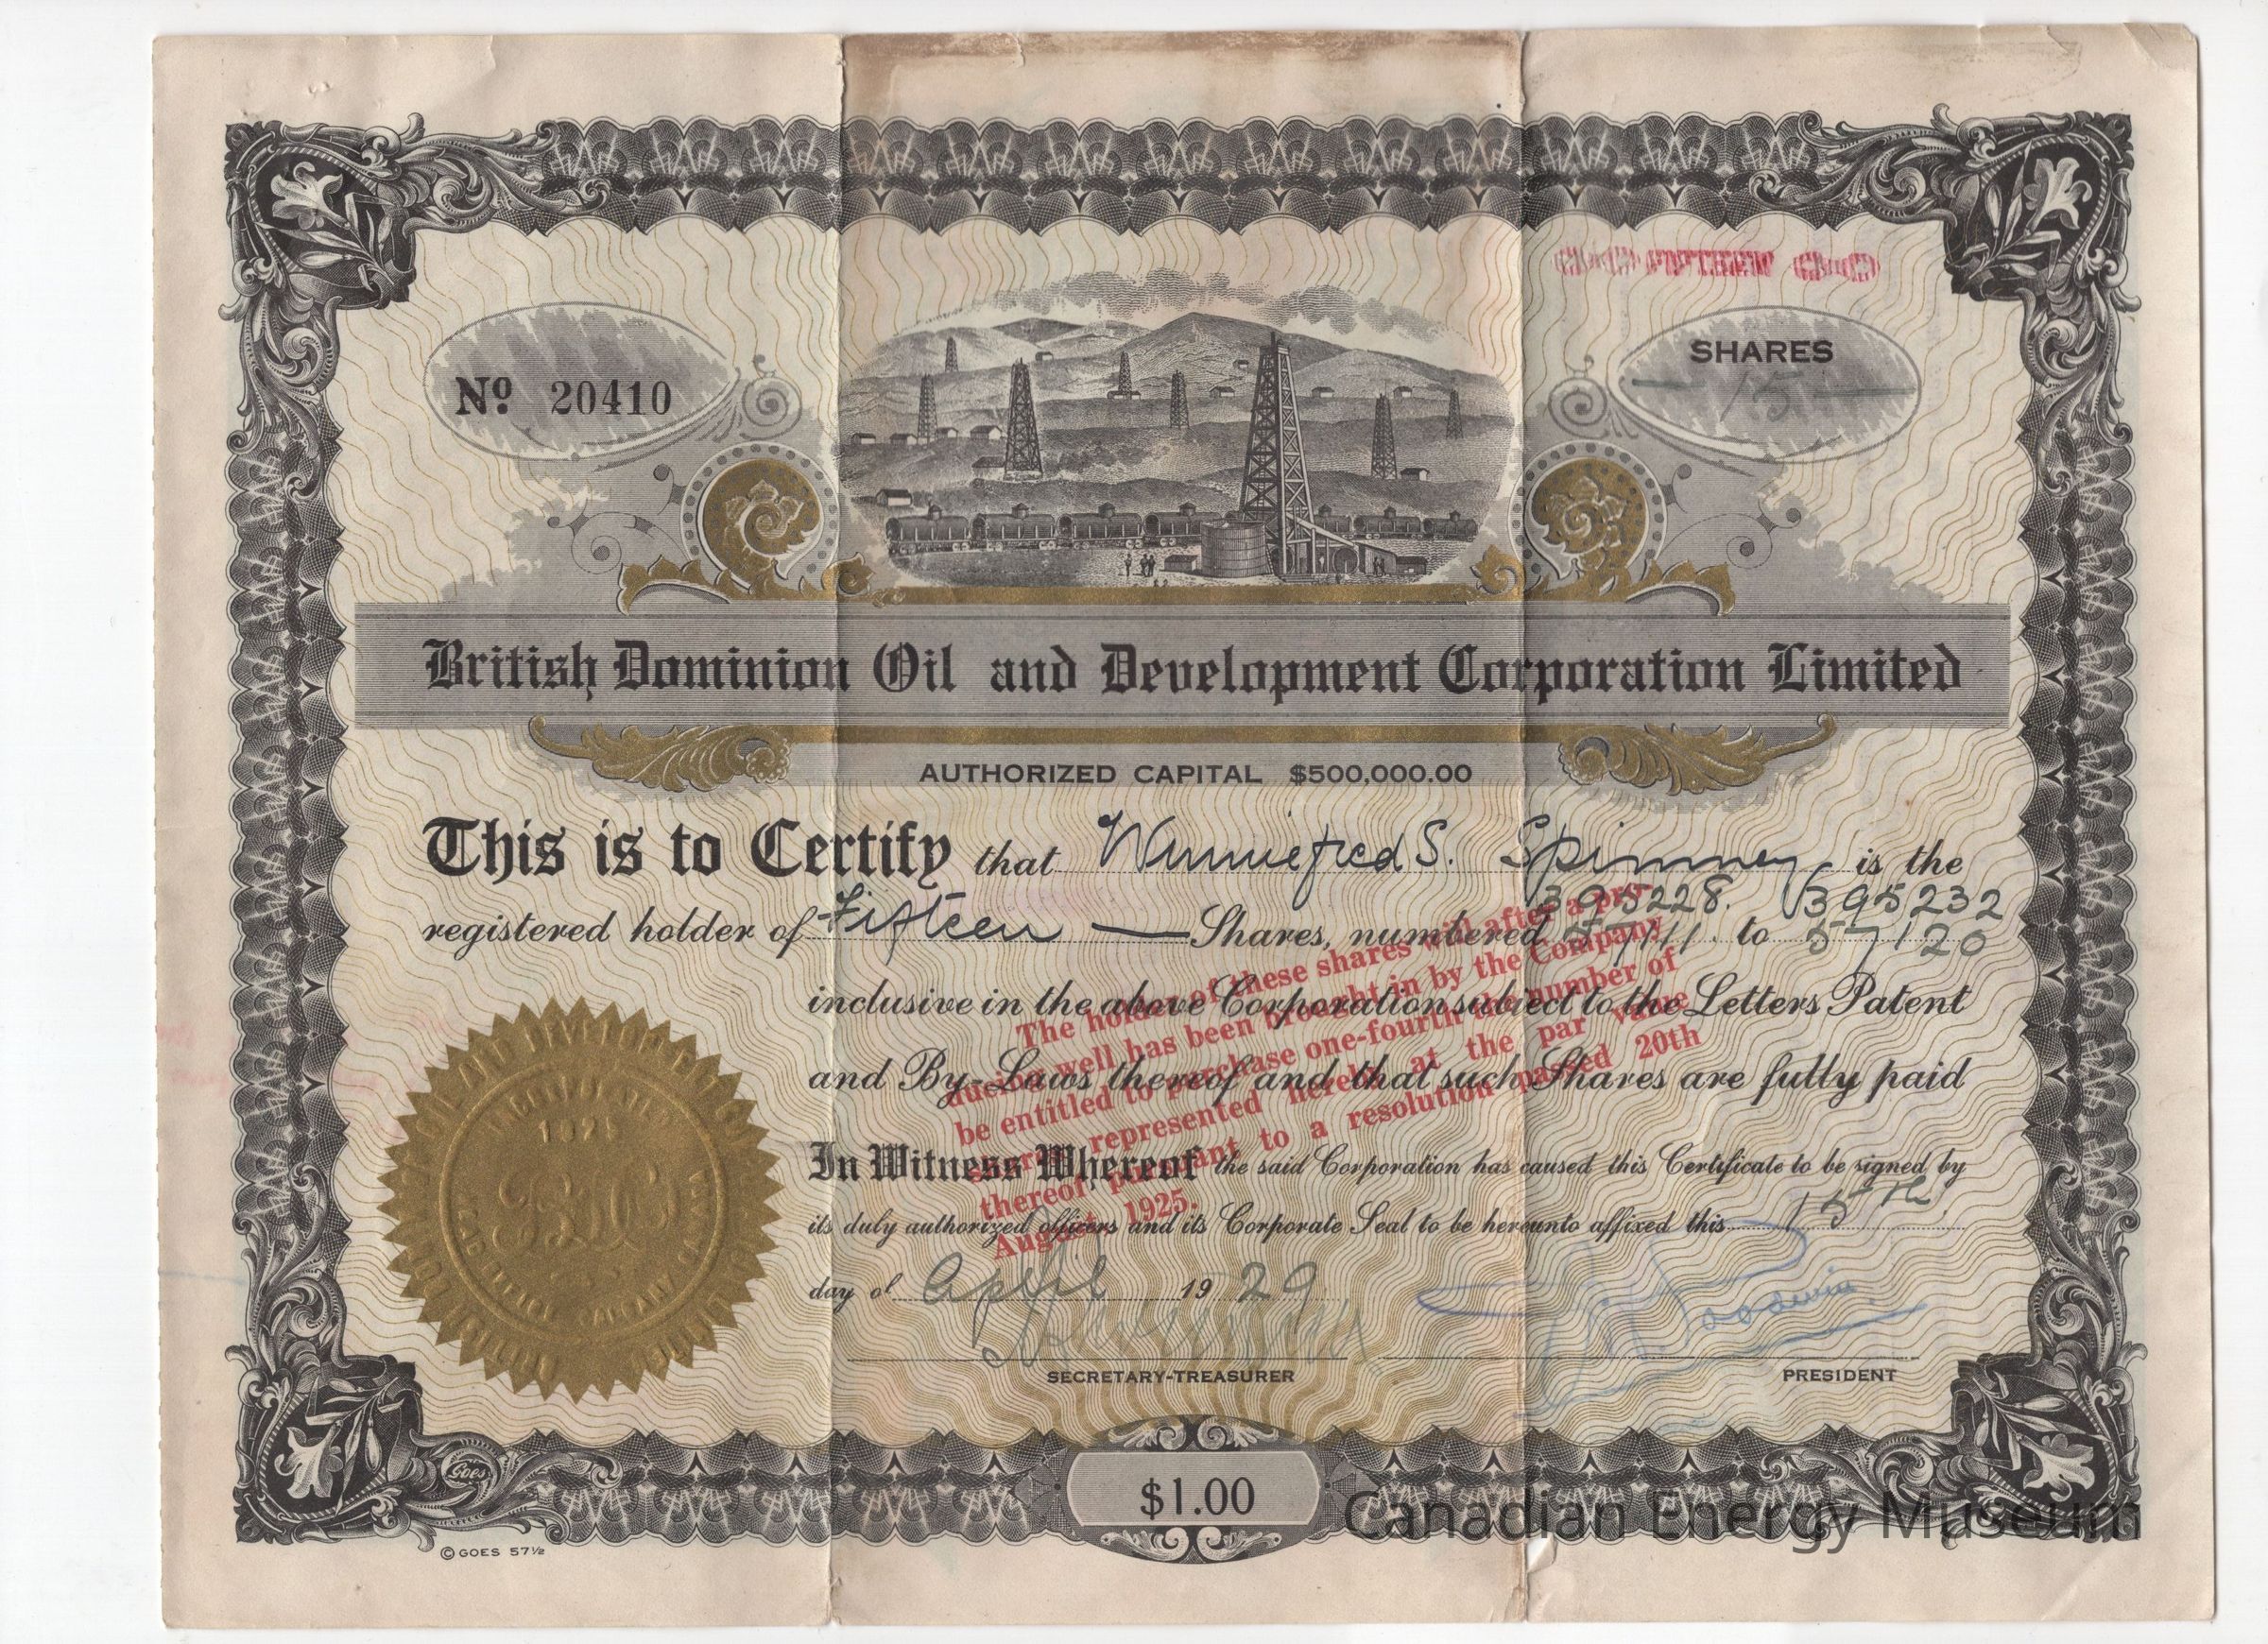 FIFTEEN
Nº 20410
SHARES
15
British Dominion Oil and Development Corporation Limited
AUTHORIZED CAPITAL $500,000.00
This is to Certify that Winniefred S. Spinney is the
395228. 395232
registered holder of Fifteen — Shares, numbered to 57120
inclusive in the above Corporation subject to the Letters Patent
and By-Laws thereof and that such Shares are fully paid
The holder of these shares will after a pro-
ducing well has been brought in by the Company
be entitled to purchase one-fourth the number of
shares represented hereby at the par value
thereof pursuant to a resolution passed 20th
August, 1925.
In Witness Whereof the said Corporation has caused this Certificate to be signed by
its duly authorized officers and its Corporate Seal to be hereunto affixed this 15th
day of April 1929
SECRETARY-TREASURER
PRESIDENT
Goes
$1.00
© GOES 57½
Canadian Energy Museum